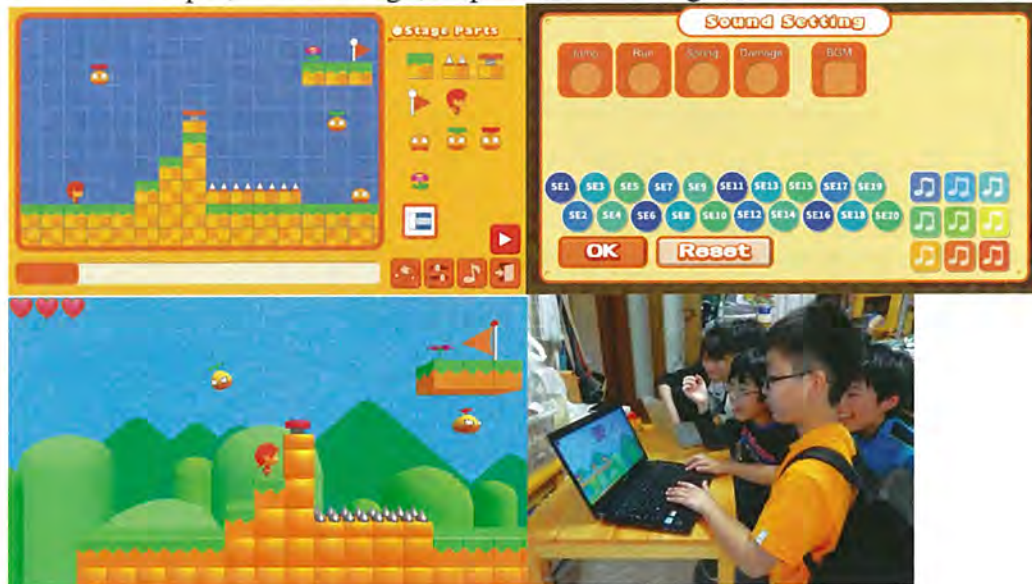 Stage Parts
Sound Setting
Jump Run Spring Damage BGM
SE1 SE3 SE5 SE7 SE9 SE11 SE13 SE15 SE17 SE19
SE2 SE4 SE6 SE8 SE10 SE12 SE14 SE16 SE18 SE20
OK Reset